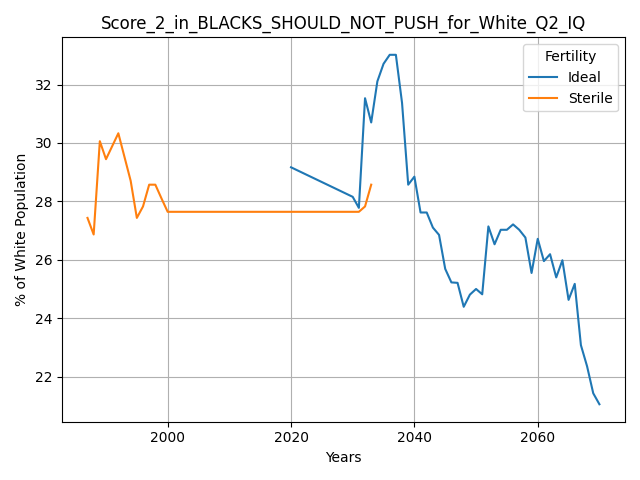 Score_2_in_BLACKS_SHOULD_NOT_PUSH_for_White_Q2_IQ
Fertility
Ideal
Sterile
% of White Population
32
30
28
26
24
22
2000 2020 2040 2060
Years